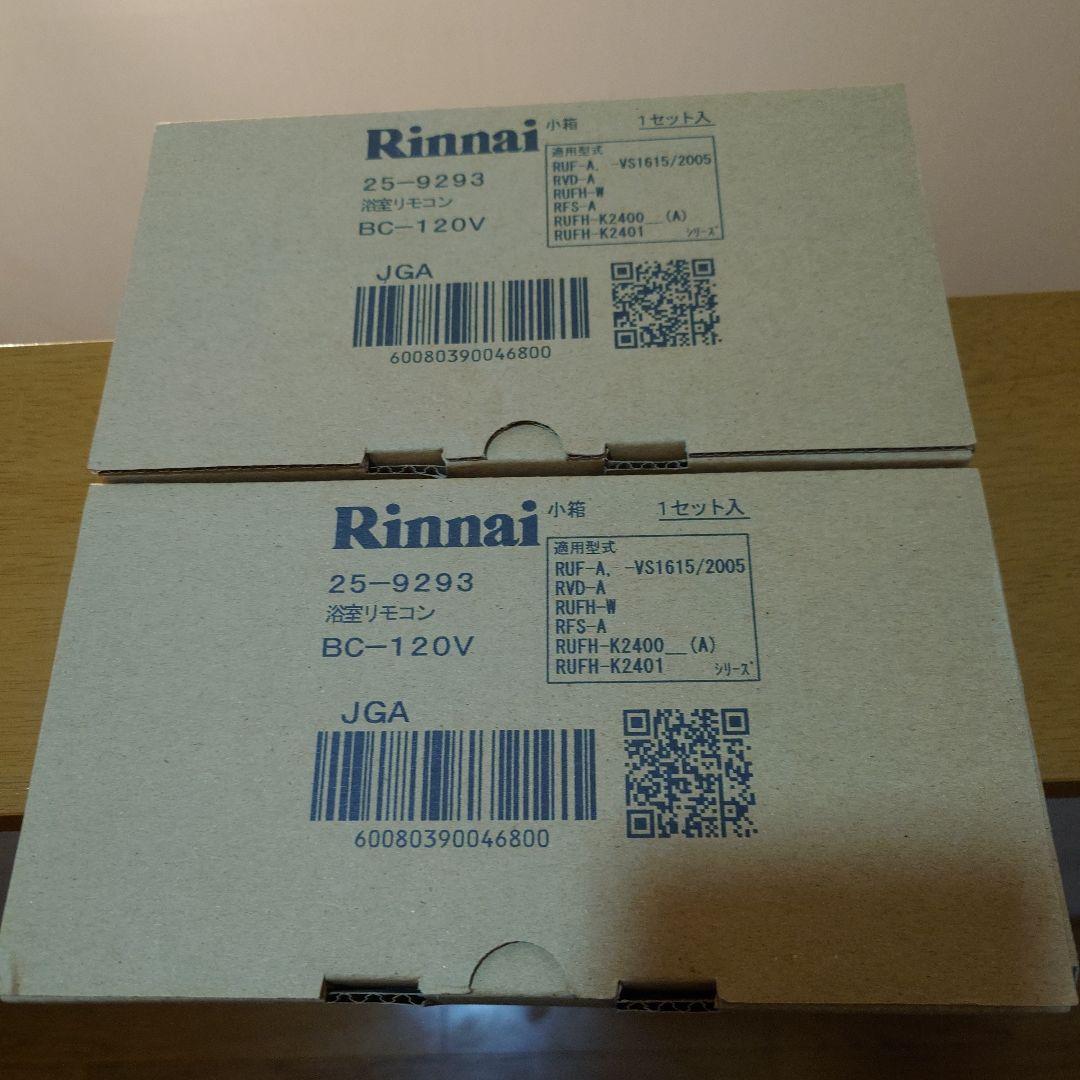 Rinnai 小箱 1セット入
25-9293
浴室リモコン
BC-120V
適用型式
RUF-A, -VS1615/2005
RVD-A
RUFH-W
RFS-A
RUFH-K2400__(A)
RUFH-K2401 シリーズ
JGA
60080390046800
Rinnai 小箱 1セット入
25-9293
浴室リモコン
BC-120V
適用型式
RUF-A, -VS1615/2005
RVD-A
RUFH-W
RFS-A
RUFH-K2400__(A)
RUFH-K2401 シリーズ
JGA
60080390046800